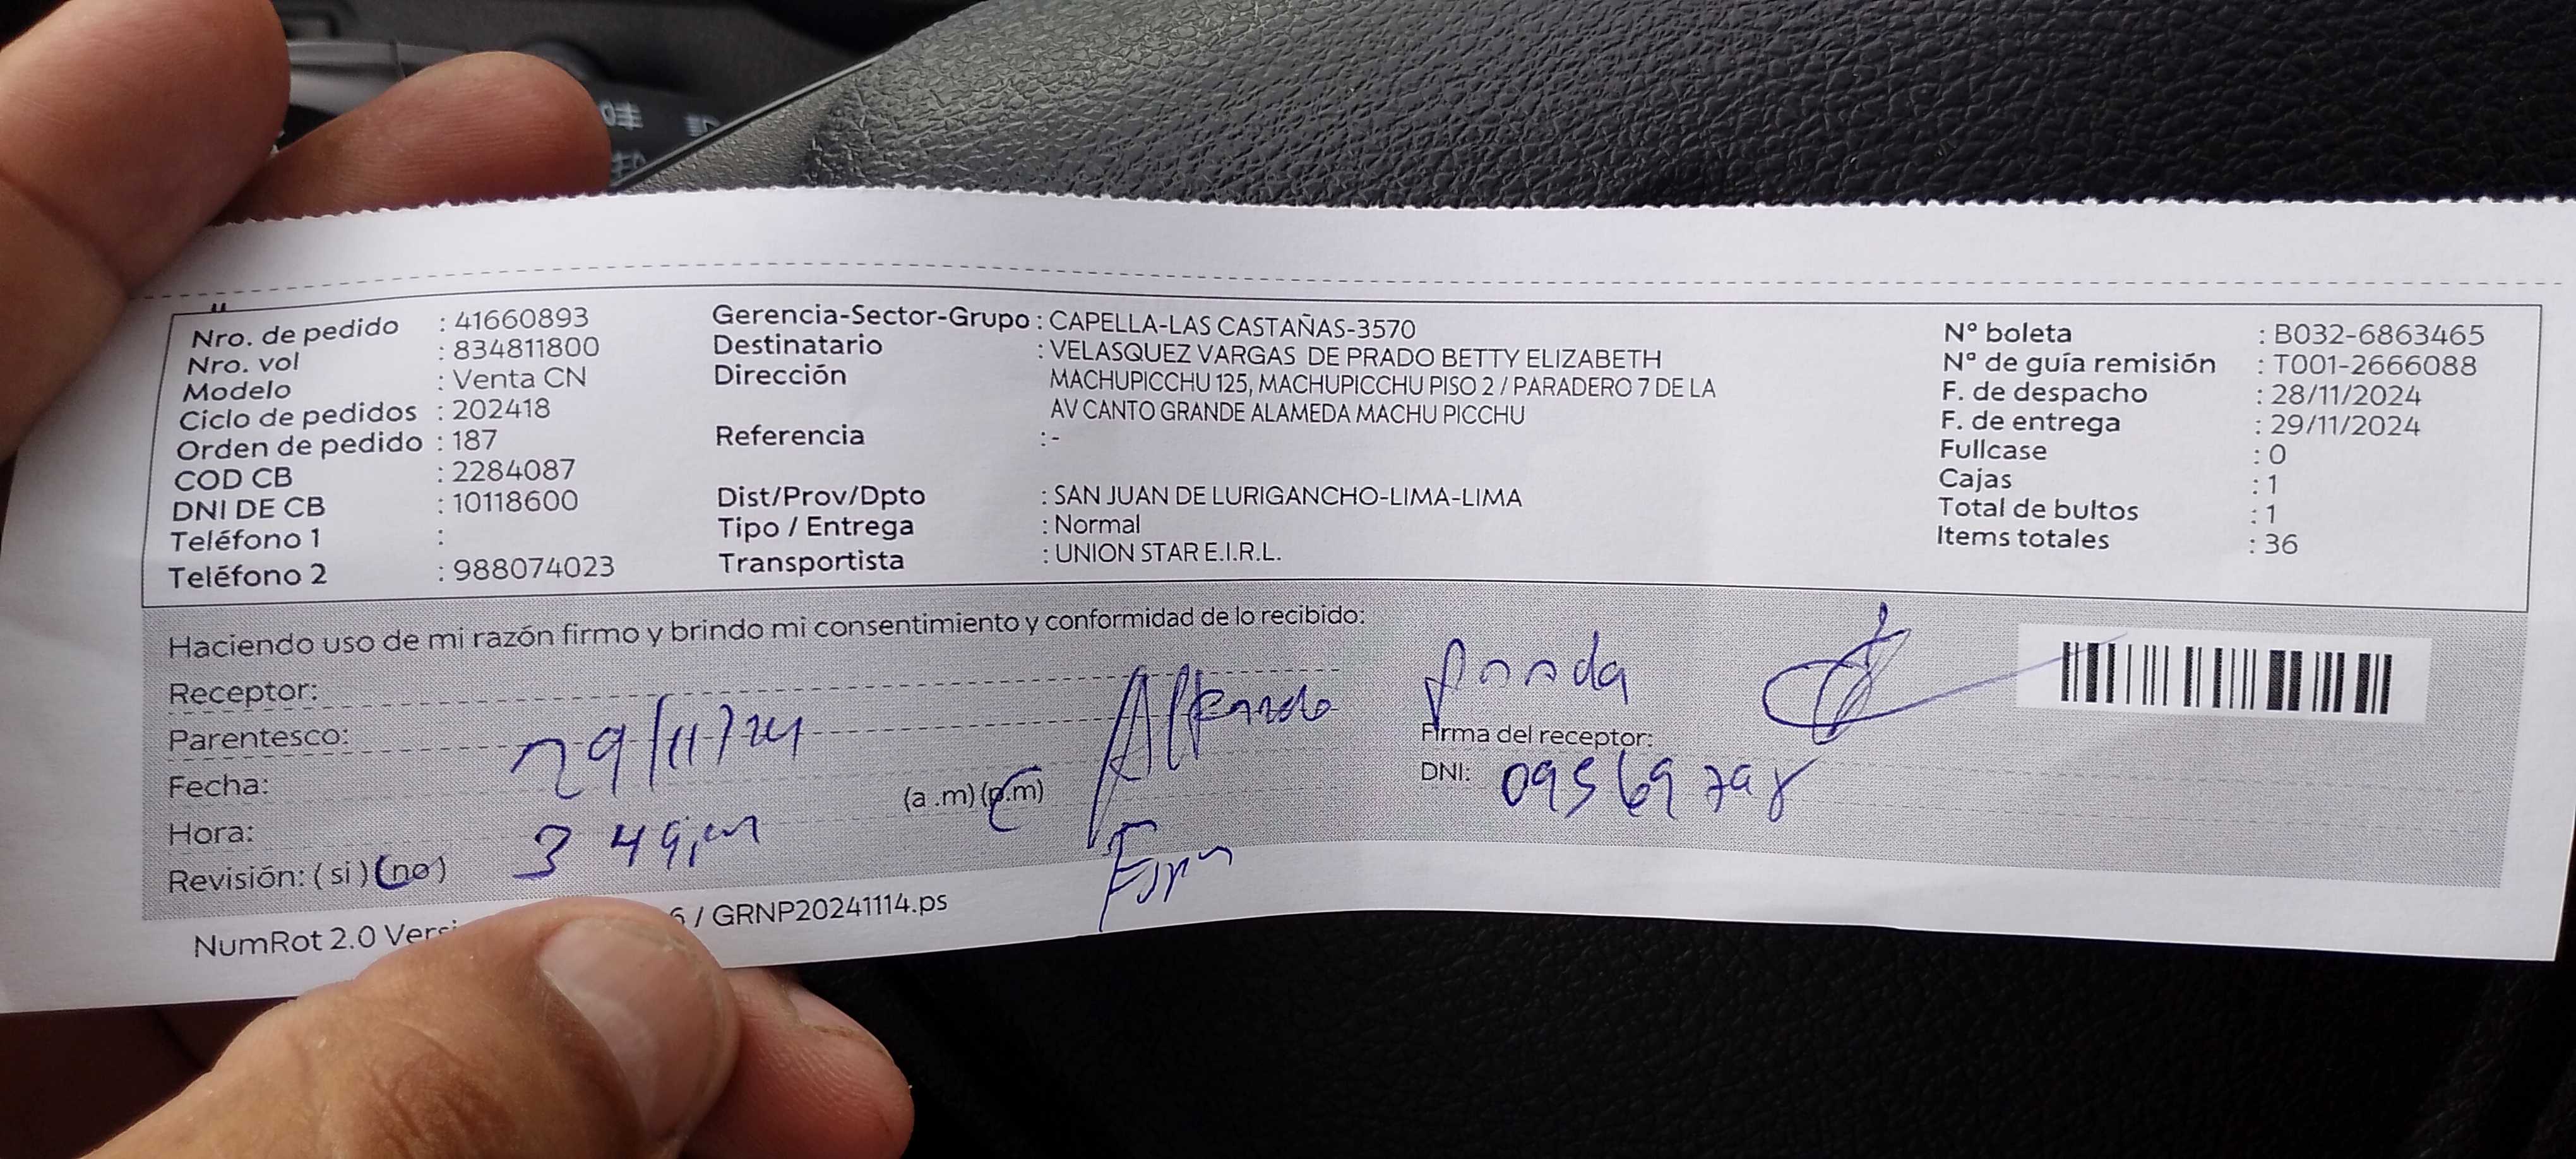 Nro. de pedido : 41660893
Nro. vol : 834811800
Modelo : Venta CN
Ciclo de pedidos : 202418
Orden de pedido : 187
COD CB : 2284087
DNI DE CB : 10118600
Teléfono 1 :
Teléfono 2 : 988074023
Gerencia-Sector-Grupo : CAPELLA-LAS CASTAÑAS-3570
Destinatario : VELASQUEZ VARGAS DE PRADO BETTY ELIZABETH
Dirección MACHUPICCHU 125, MACHUPICCHU PISO 2 / PARADERO 7 DE LA
AV CANTO GRANDE ALAMEDA MACHU PICCHU
Referencia :-
Dist/Prov/Dpto : SAN JUAN DE LURIGANCHO-LIMA-LIMA
Tipo / Entrega : Normal
Transportista : UNION STAR E.I.R.L.
N° boleta : B032-6863465
N° de guía remisión : T001-2666088
F. de despacho : 28/11/2024
F. de entrega : 29/11/2024
Fullcase : 0
Cajas : 1
Total de bultos : 1
Items totales : 36
Haciendo uso de mi razón firmo y brindo mi consentimiento y conformidad de lo recibido:
Receptor:
Parentesco:
Fecha: 29/11/24
Hora: 3 49 pm (a .m) (p.m)
Revisión: ( si ) (no)
Firma del receptor:
DNI:
NumRot 2.0 6 / GRNP20241114.ps